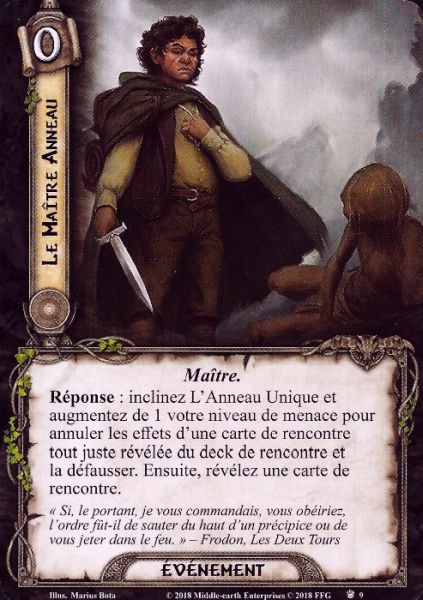 0
LE MAÎTRE ANNEAU
Maître.
Réponse : inclinez L'Anneau Unique et
augmentez de 1 votre niveau de menace pour
annuler les effets d'une carte de rencontre
tout juste révélée du deck de rencontre et
la défausser. Ensuite, révélez une carte de
rencontre.
« Si, le portant, je vous commandais, vous obéiriez,
l'ordre fût-il de sauter du haut d'un précipice ou de
vous jeter dans le feu. » – Frodon, Les Deux Tours
ÉVÉNEMENT
Illus. Marius Bota © 2018 Middle-earth Enterprises © 2018 FFG 9